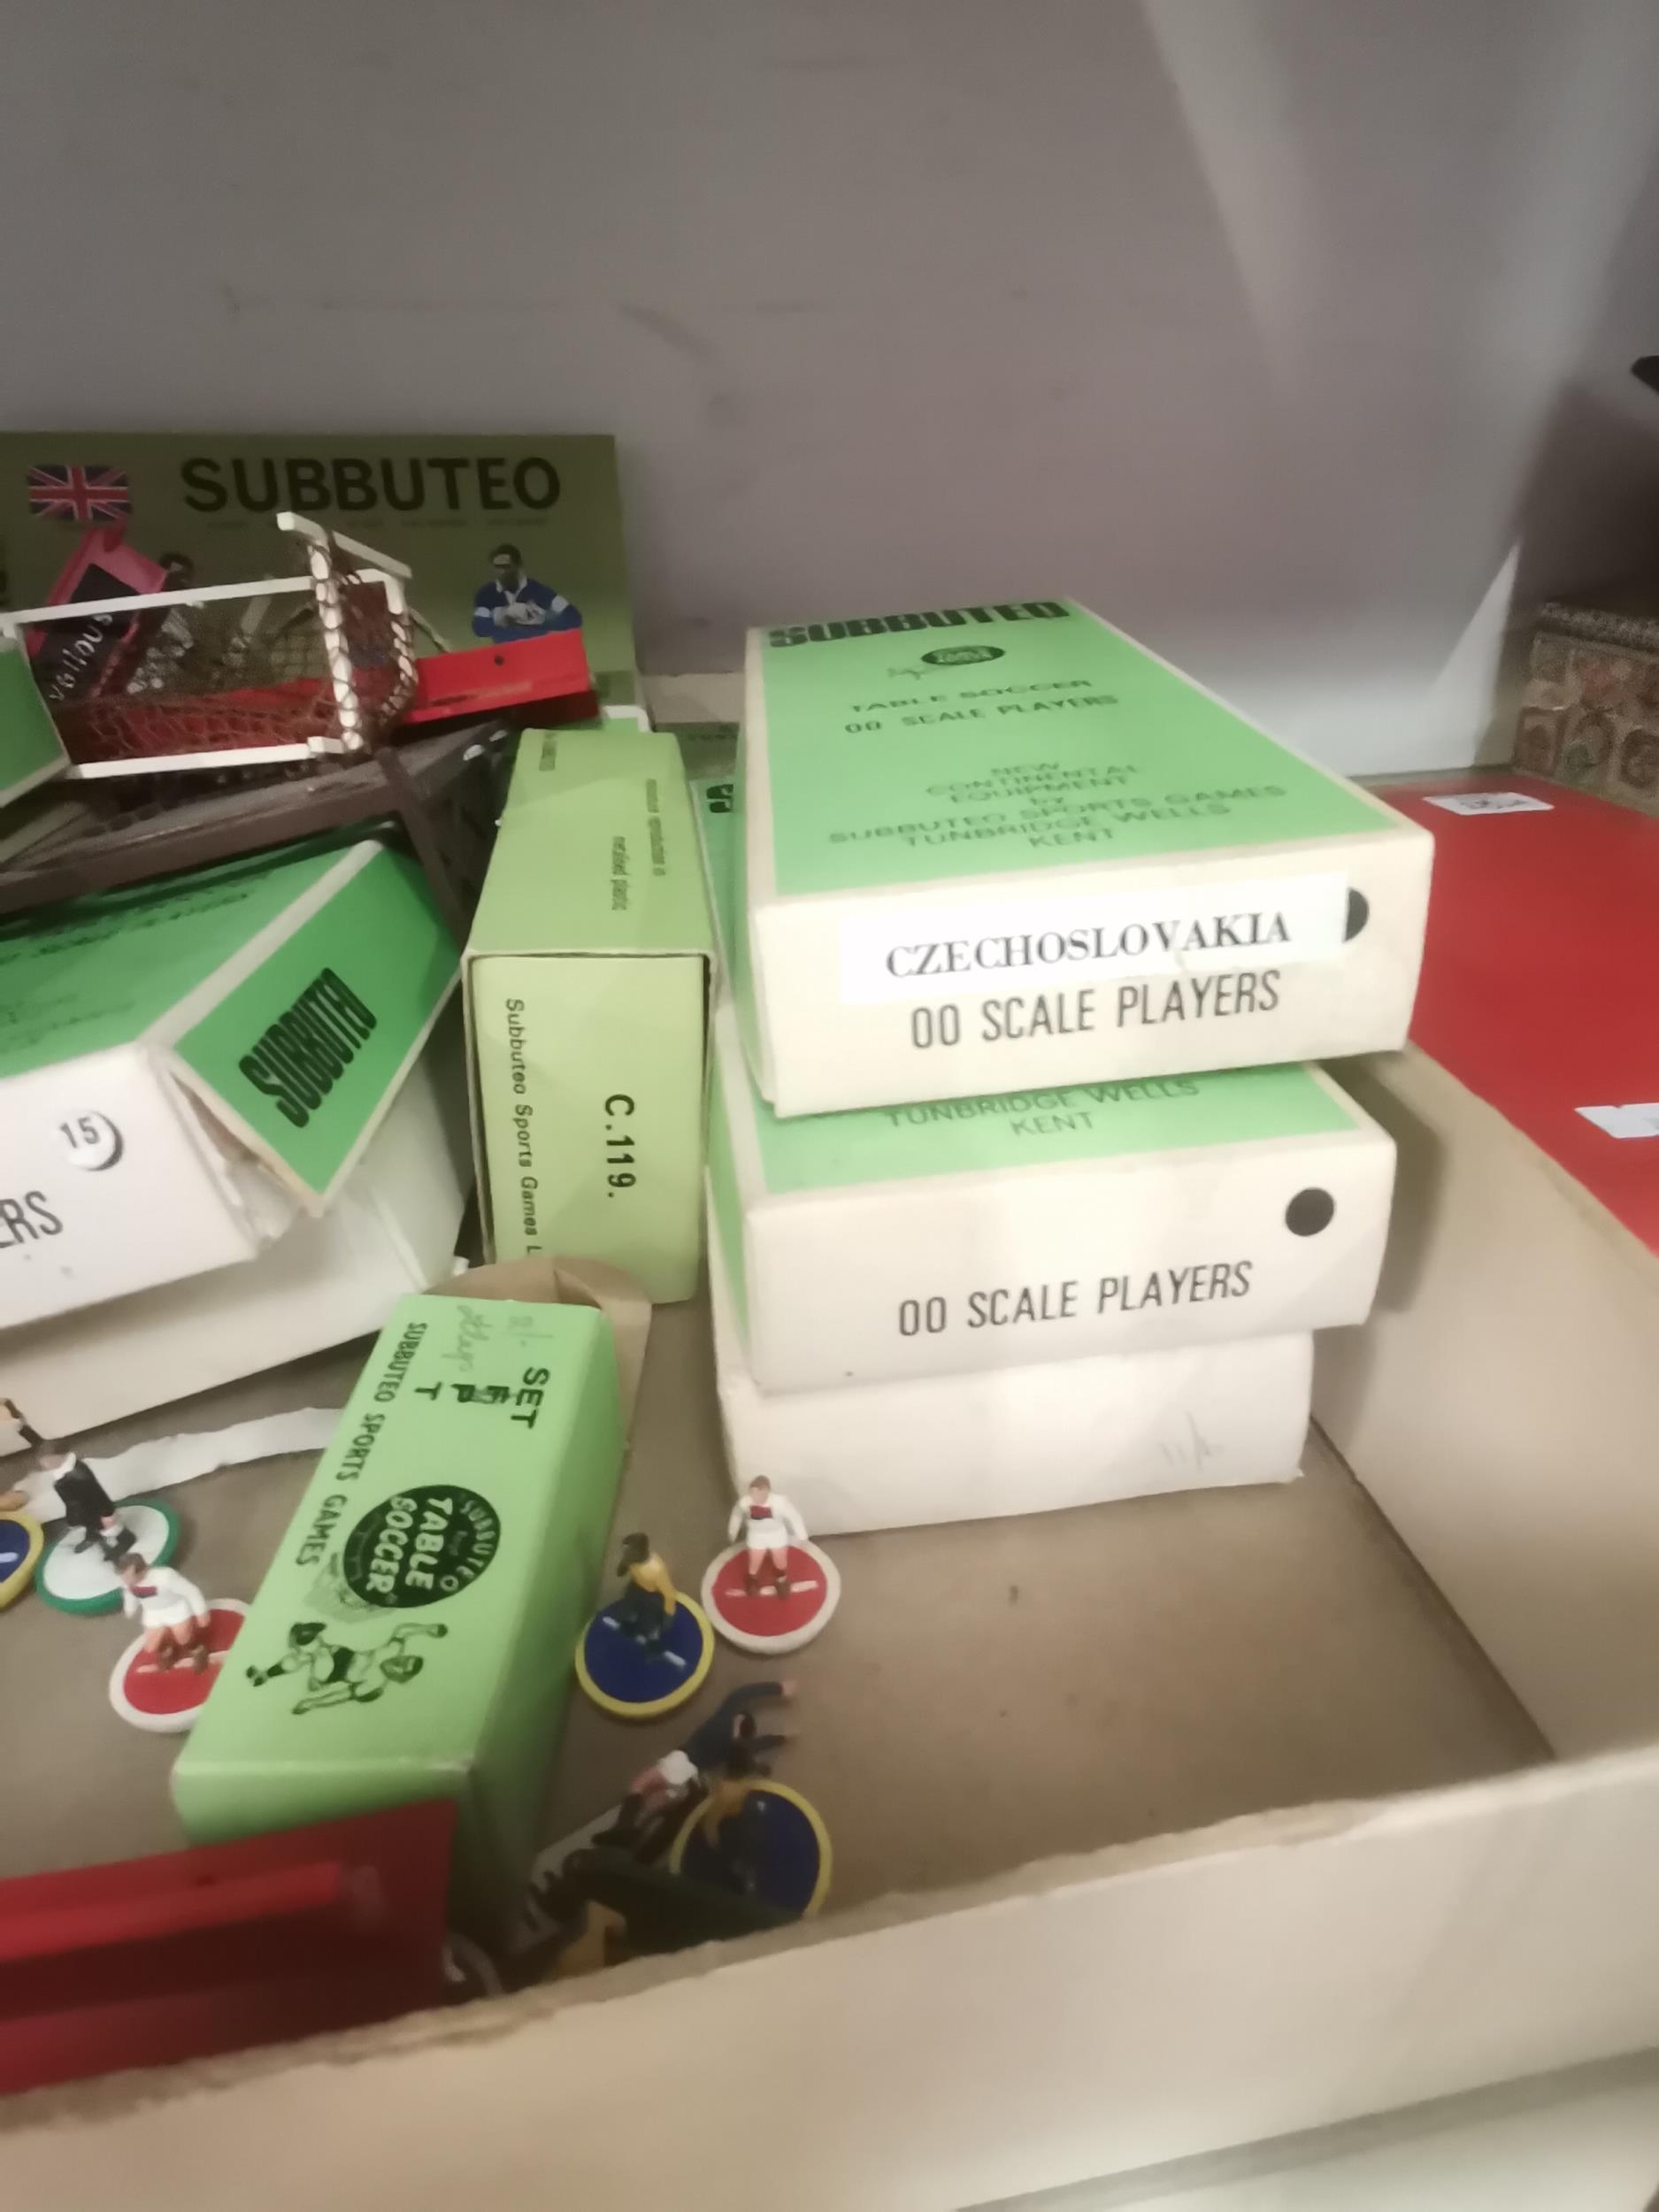 SUBBUTEO
SUBBUTEO
TABLE SOCCER
00 SCALE PLAYERS
NEW
CONTINENTAL
EQUIPMENT
by
SUBBUTEO SPORTS GAMES
TUNBRIDGE WELLS
KENT
CZECHOSLOVAKIA
00 SCALE PLAYERS
TUNBRIDGE WELLS
KENT
00 SCALE PLAYERS
metalised plastic
C.119.
Subbuteo Sports Games L
SUBBUTEO
15
ERS
SET
F
P
T
SUBBUTEO SPORTS GAMES
SUBBUTEO
TABLE
SOCCER